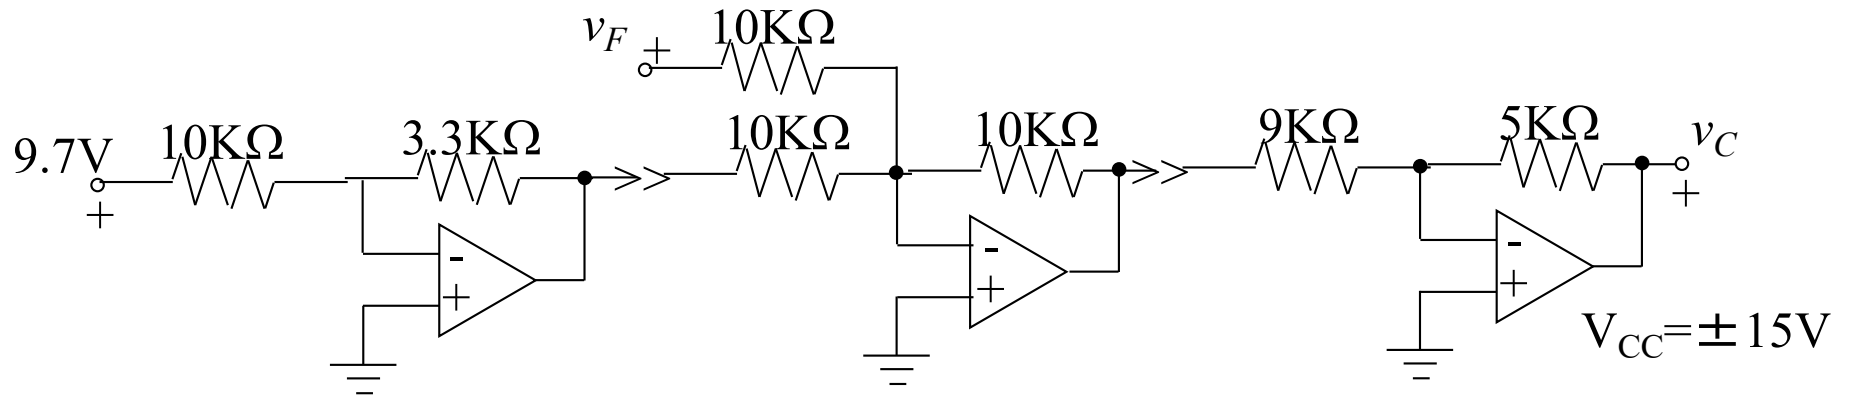 v_F + 10KΩ
9.7V 10KΩ 3.3KΩ 10KΩ 10KΩ 9KΩ 5KΩ v_C
+ +
- - -
+ + +
V_CC=±15V